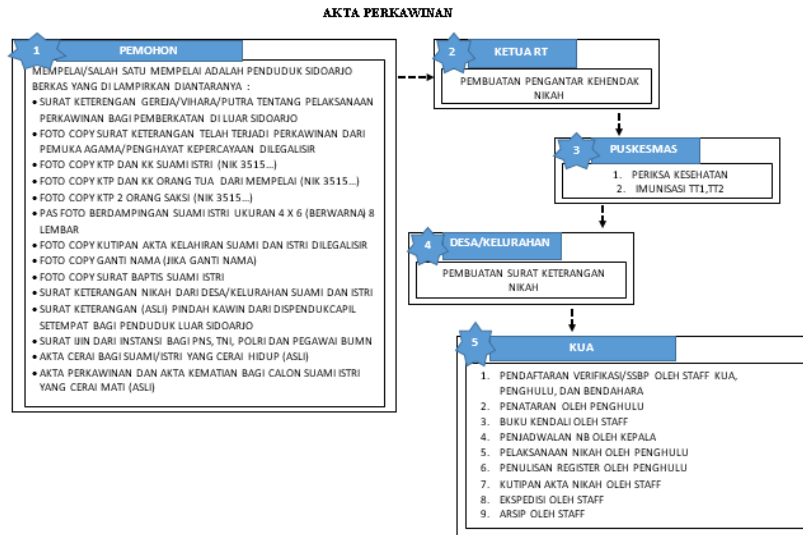 AKTA PERKAWINAN
1
PEMOHON
MEMPELAI/SALAH SATU MEMPELAI ADALAH PENDUDUK SIDOARJO
BERKAS YANG DI LAMPIRKAN DIANTARANYA :
• SURAT KETERENGAN GEREJA/VIHARA/PUTRA TENTANG PELAKSANAAN
PERKAWINAN BAGI PEMBERKATAN DI LUAR SIDOARJO
• FOTO COPY SURAT KETERANGAN TELAH TERJADI PERKAWINAN DARI
PEMUKA AGAMA/PENGHAYAT KEPERCAYAAN DILEGALISIR
• FOTO COPY KTP DAN KK SUAMI ISTRI (NIK 3515...)
• FOTO COPY KTP DAN KK ORANG TUA DARI MEMPELAI (NIK 3515...)
• FOTO COPY KTP 2 ORANG SAKSI (NIK 3515...)
• PAS FOTO BERDAMPINGAN SUAMI ISTRI UKURAN 4 X 6 (BERWARNA) 8
LEMBAR
• FOTO COPY KUTIPAN AKTA KELAHIRAN SUAMI DAN ISTRI DILEGALISIR
• FOTO COPY GANTI NAMA (JIKA GANTI NAMA)
• FOTO COPY SURAT BAPTIS SUAMI ISTRI
• SURAT KETERANGAN NIKAH DARI DESA/KELURAHAN SUAMI DAN ISTRI
• SURAT KETERANGAN (ASLI) PINDAH KAWIN DARI DISPENDUKCAPIL
SETEMPAT BAGI PENDUDUK LUAR SIDOARJO
• SURAT IJIN DARI INSTANSI BAGI PNS, TNI, POLRI DAN PEGAWAI BUMN
• AKTA CERAI BAGI SUAMI/ISTRI YANG CERAI HIDUP (ASLI)
• AKTA PERKAWINAN DAN AKTA KEMATIAN BAGI CALON SUAMI ISTRI
YANG CERAI MATI (ASLI)
2
KETUA RT
PEMBUATAN PENGANTAR KEHENDAK
NIKAH
3
PUSKESMAS
1. PERIKSA KESEHATAN
2. IMUNISASI TT1,TT2
4
DESA/KELURAHAN
PEMBUATAN SURAT KETERANGAN
NIKAH
5
KUA
1. PENDAFTARAN VERIFIKASI/SSBP OLEH STAFF KUA,
PENGHULU, DAN BENDAHARA
2. PENATARAN OLEH PENGHULU
3. BUKU KENDALI OLEH STAFF
4. PENJADWALAN NB OLEH KEPALA
5. PELAKSANAAN NIKAH OLEH PENGHULU
6. PENULISAN REGISTER OLEH PENGHULU
7. KUTIPAN AKTA NIKAH OLEH STAFF
8. EKSPEDISI OLEH STAFF
9. ARSIP OLEH STAFF